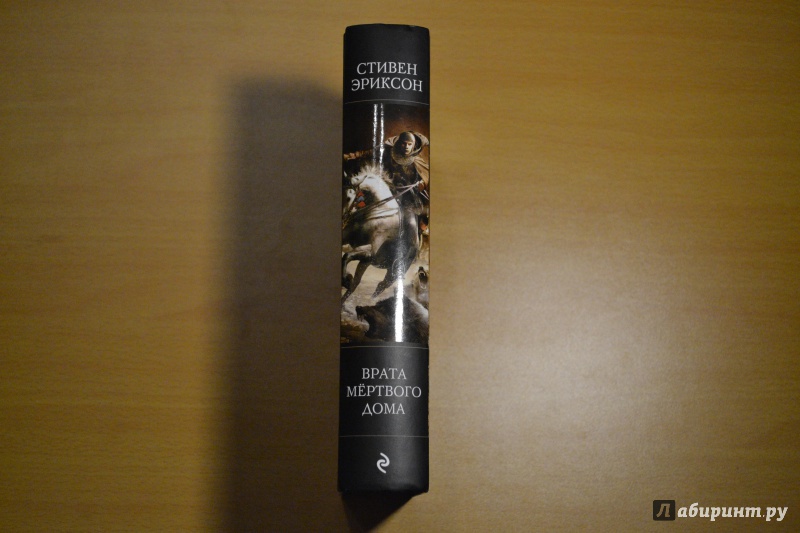 СТИВЕН
ЭРИКСОН
ВРАТА
МЁРТВОГО
ДОМА
Лабиринт.ру